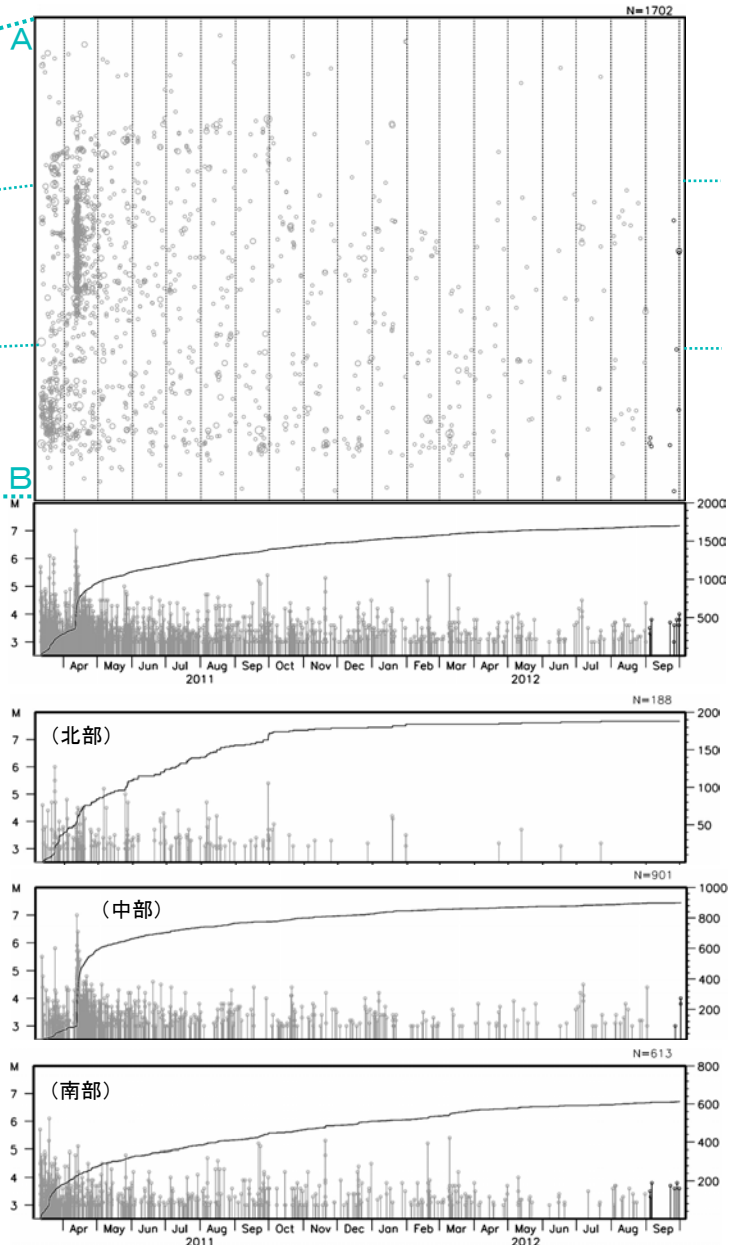 N=1702
A
B
M
7
6
5
4
3
2000
1500
1000
500
Apr May Jun Jul Aug Sep Oct Nov Dec Jan Feb Mar Apr May Jun Jul Aug Sep
2011 2012
N=188
(北部)
M
7
6
5
4
3
200
150
100
50
N=901
(中部)
M
7
6
5
4
3
1000
800
600
400
200
N=613
(南部)
M
7
6
5
4
3
800
600
400
200
Apr May Jun Jul Aug Sep Oct Nov Dec Jan Feb Mar Apr May Jun Jul Aug Sep
2011 2012